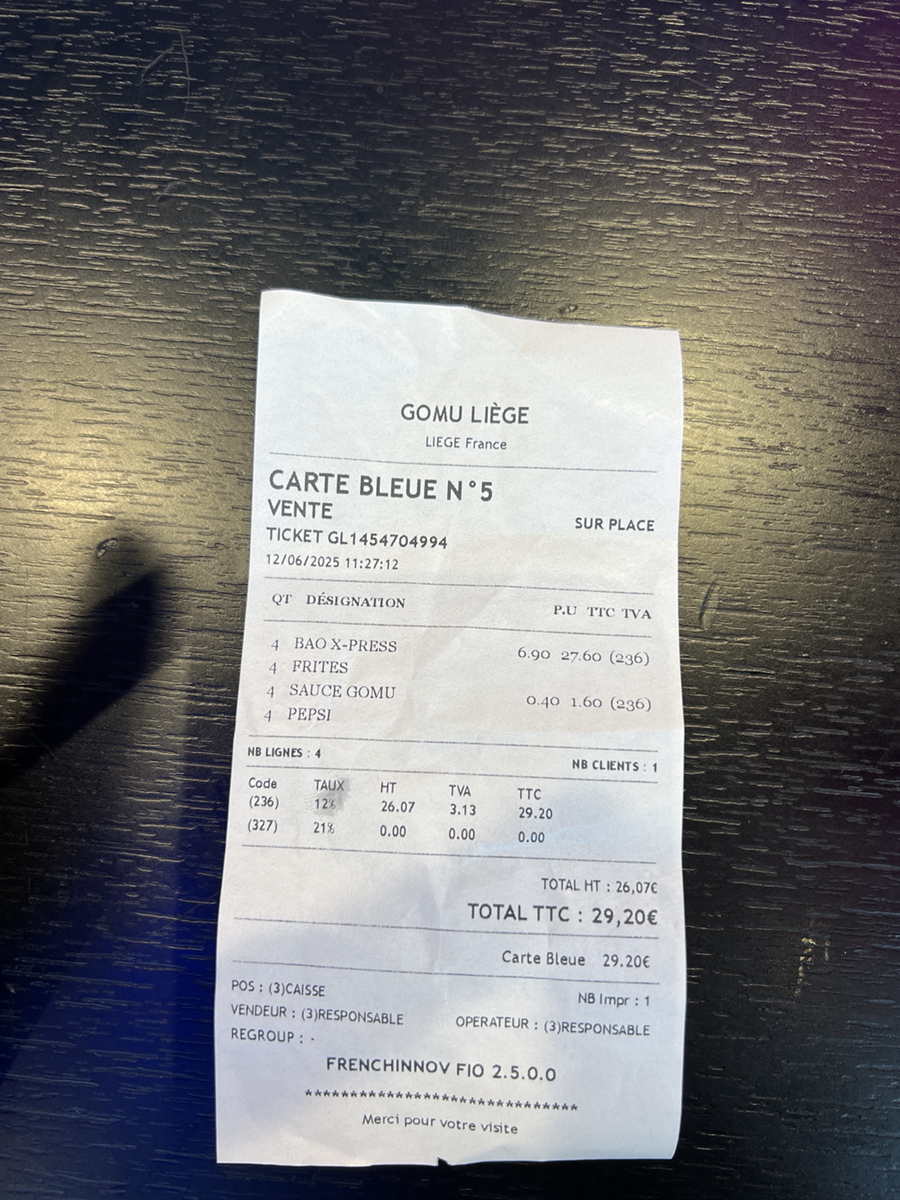 GOMU LIÈGE
LIEGE France
CARTE BLEUE N°5
VENTE SUR PLACE
TICKET GL1454704994
12/06/2025 11:27:12
QT DÉSIGNATION P.U TTC TVA
4 BAO X-PRESS 6.90 27.60 (236)
4 FRITES
4 SAUCE GOMU 0.40 1.60 (236)
4 PEPSI
NB LIGNES : 4 NB CLIENTS : 1
Code TAUX HT TVA TTC
(236) 12% 26.07 3.13 29.20
(327) 21% 0.00 0.00 0.00
TOTAL HT : 26,07€
TOTAL TTC : 29,20€
Carte Bleue 29.20€
POS : (3)CAISSE NB Impr : 1
VENDEUR : (3)RESPONSABLE OPERATEUR : (3)RESPONSABLE
REGROUP : -
FRENCHINNOV FIO 2.5.0.0
******************************
Merci pour votre visite